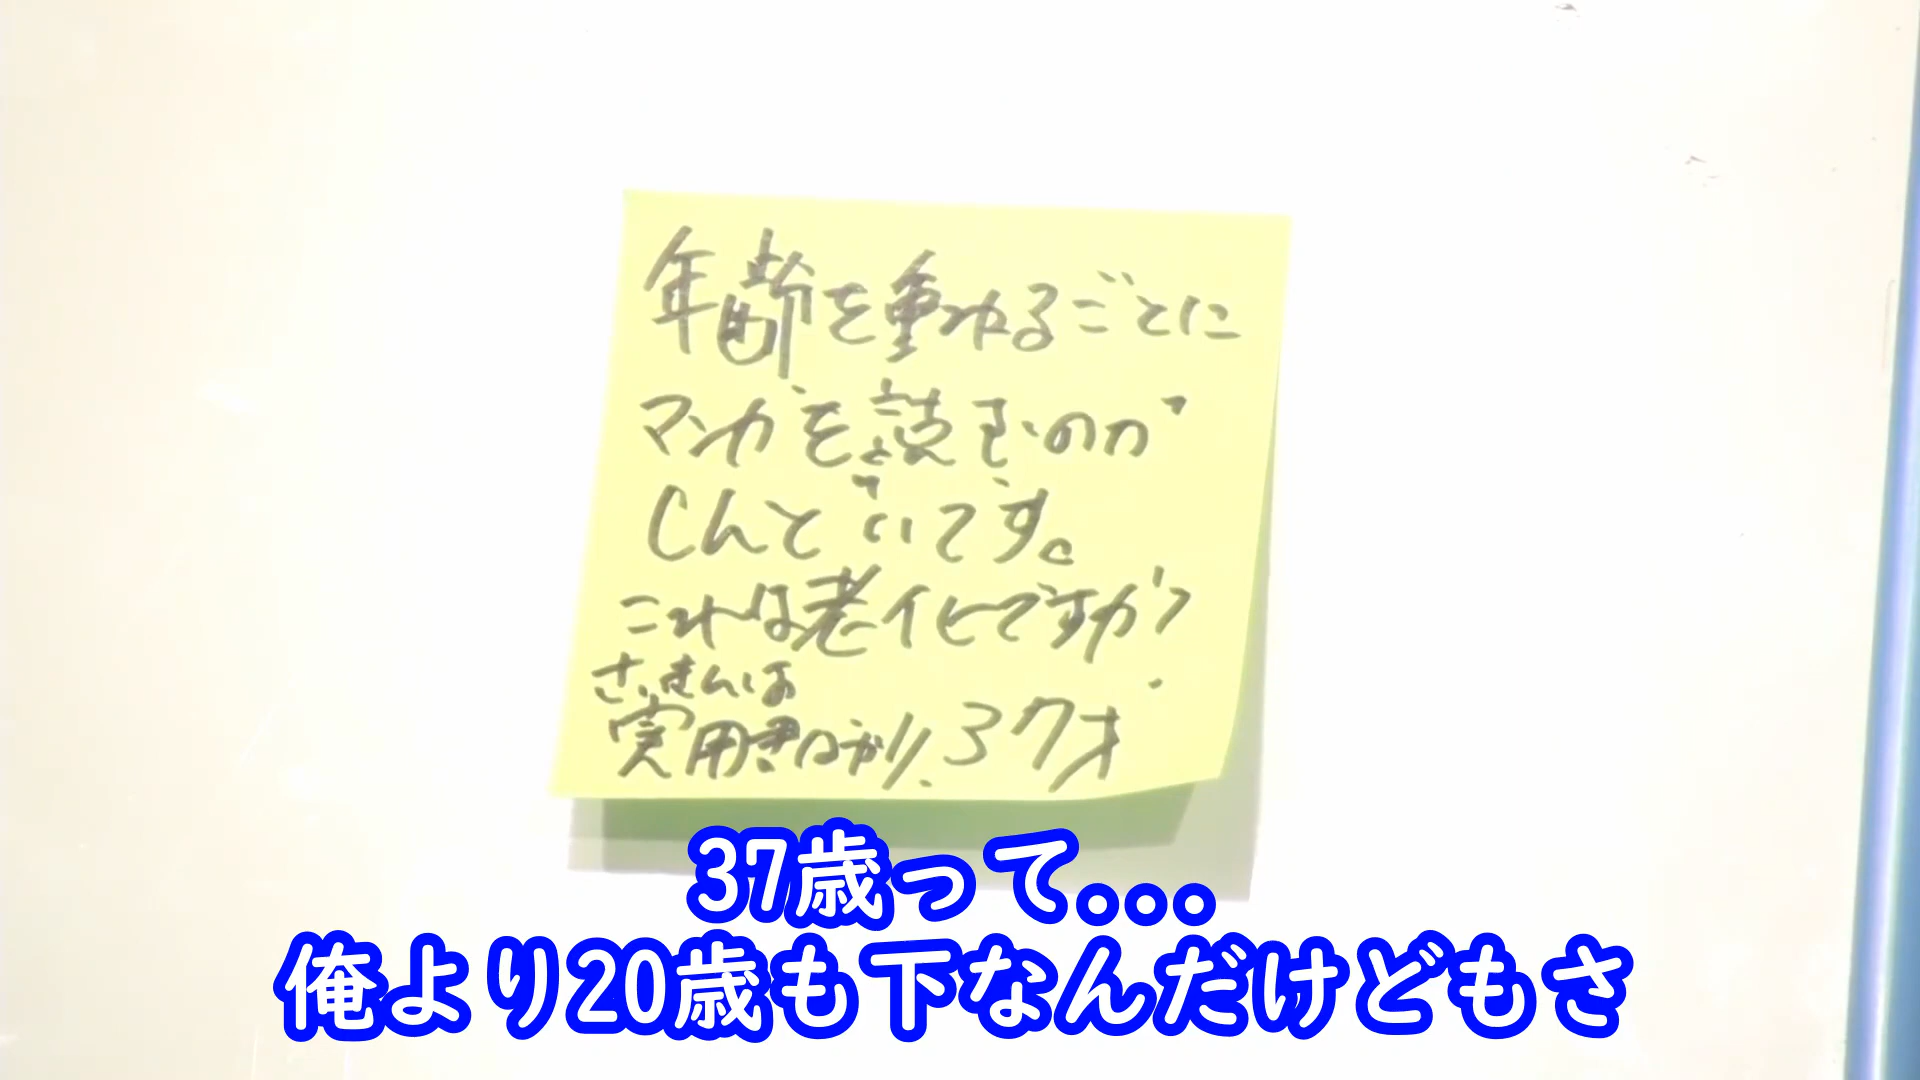 年齢を重ねるごとに
マンガを読むのが
しんどいです。
これは老化ですか?
さいきんは
実用書ばかり. 37才
37歳って...
俺より20歳も下なんだけどもさ